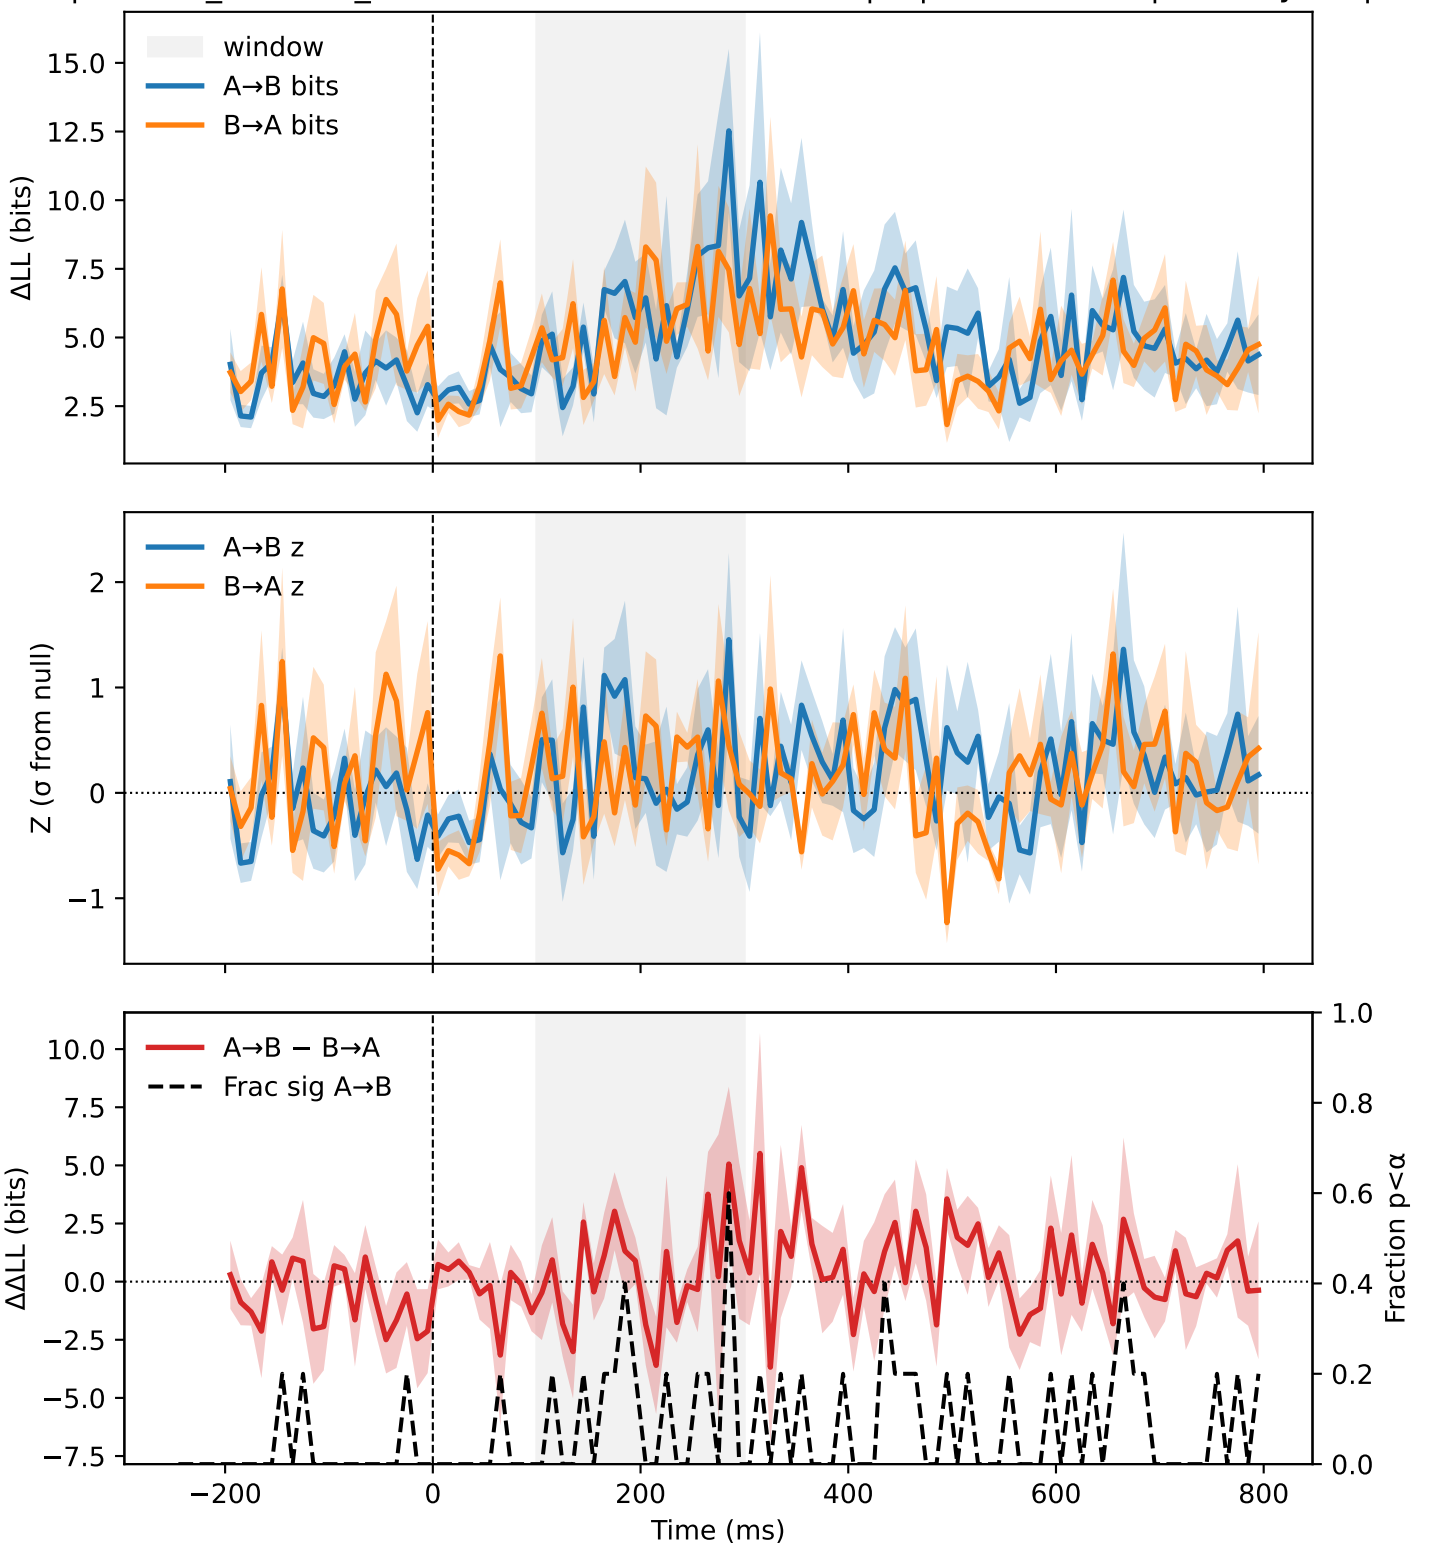 window
A→B bits
B→A bits
ΔLL (bits)
15.0
12.5
10.0
7.5
5.0
2.5
A→B z
B→A z
Z (σ from null)
2
1
0
−1
A→B − B→A
Frac sig A→B
ΔΔLL (bits)
10.0
7.5
5.0
2.5
0.0
−2.5
−5.0
−7.5
1.0
0.8
0.6
0.4
0.2
0.0
Fraction p<α
−200 0 200 400 600 800
Time (ms)